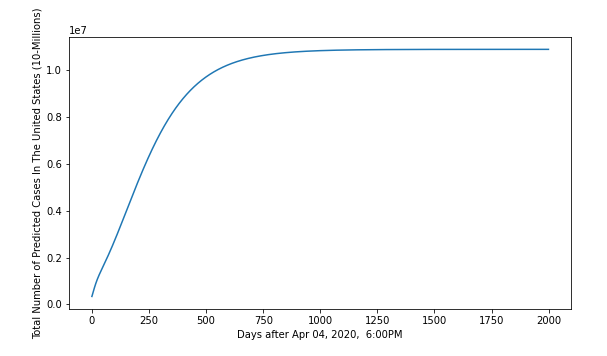 1e7
Total Number of Predicted Cases In The United States (10-Millions)
1.0
0.8
0.6
0.4
0.2
0.0
0 250 500 750 1000 1250 1500 1750 2000
Days after Apr 04, 2020,  6:00PM